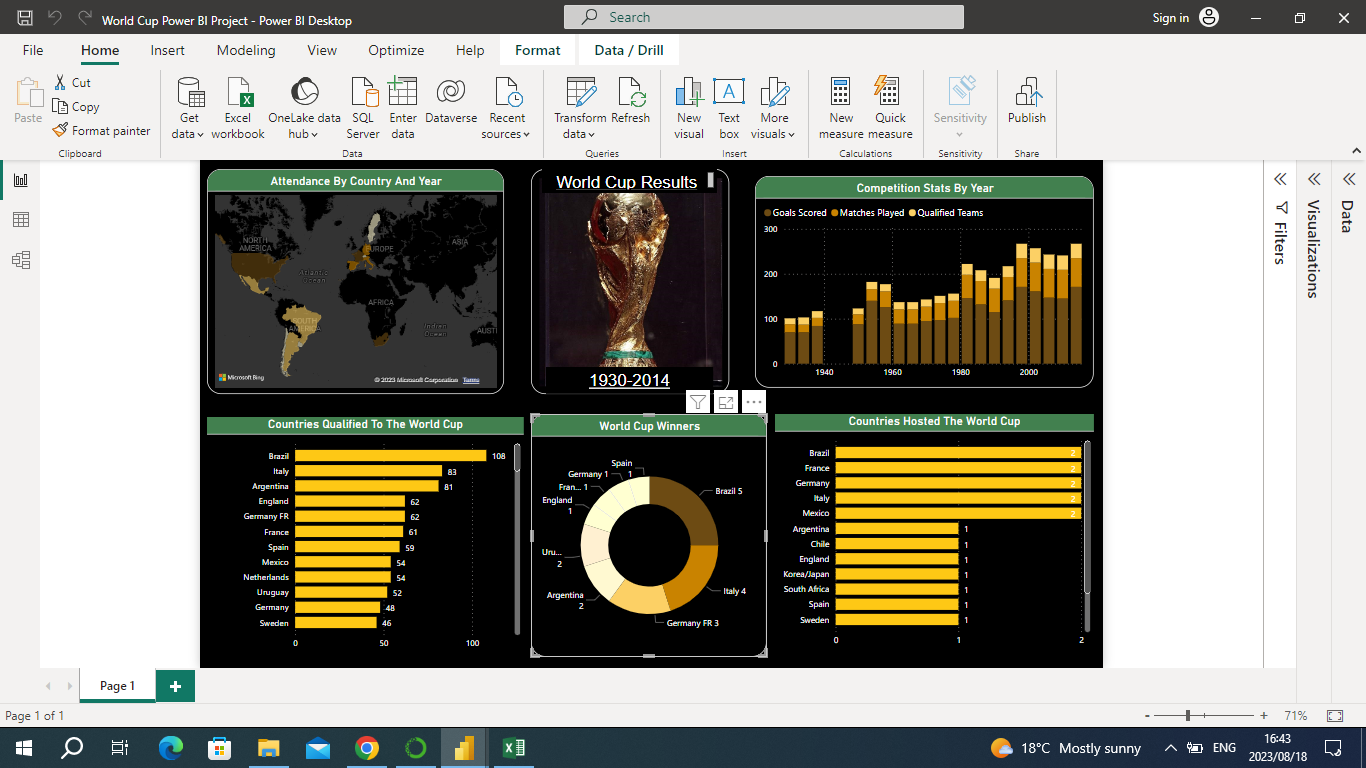 World Cup Power BI Project - Power BI Desktop
Search
Sign in
File Home Insert Modeling View Optimize Help Format Data / Drill
Paste
Cut
Copy
Format painter
Clipboard
Get data
Excel workbook
OneLake data hub
SQL Server
Enter data
Dataverse
Recent sources
Data
Transform data
Refresh
Queries
New visual
Text box
More visuals
Insert
New measure
Quick measure
Calculations
Sensitivity
Sensitivity
Publish
Share
Attendance By Country And Year
NORTH AMERICA
EUROPE
ASIA
Atlantic Ocean
AFRICA
SOUTH AMERICA
Indian Ocean
AUSTI
Microsoft Bing
© 2023 Microsoft Corporation Terms
World Cup Results
1930-2014
Competition Stats By Year
Goals Scored Matches Played Qualified Teams
300
200
100
0
1940 1960 1980 2000
Countries Qualified To The World Cup
Brazil 108
Italy 83
Argentina 81
England 62
Germany FR 62
France 61
Spain 59
Mexico 54
Netherlands 54
Uruguay 52
Germany 48
Sweden 46
0 50 100
World Cup Winners
Spain 1
Germany 1
Fran... 1
England 1
Uru... 2
Argentina 2
Brazil 5
Italy 4
Germany FR 3
Countries Hosted The World Cup
Brazil 2
France 2
Germany 2
Italy 2
Mexico 2
Argentina 1
Chile 1
England 1
Korea/Japan 1
South Africa 1
Spain 1
Sweden 1
0 1 2
Filters
Visualizations
Data
Page 1
Page 1 of 1
- + 71%
18°C Mostly sunny
ENG
16:43
2023/08/18